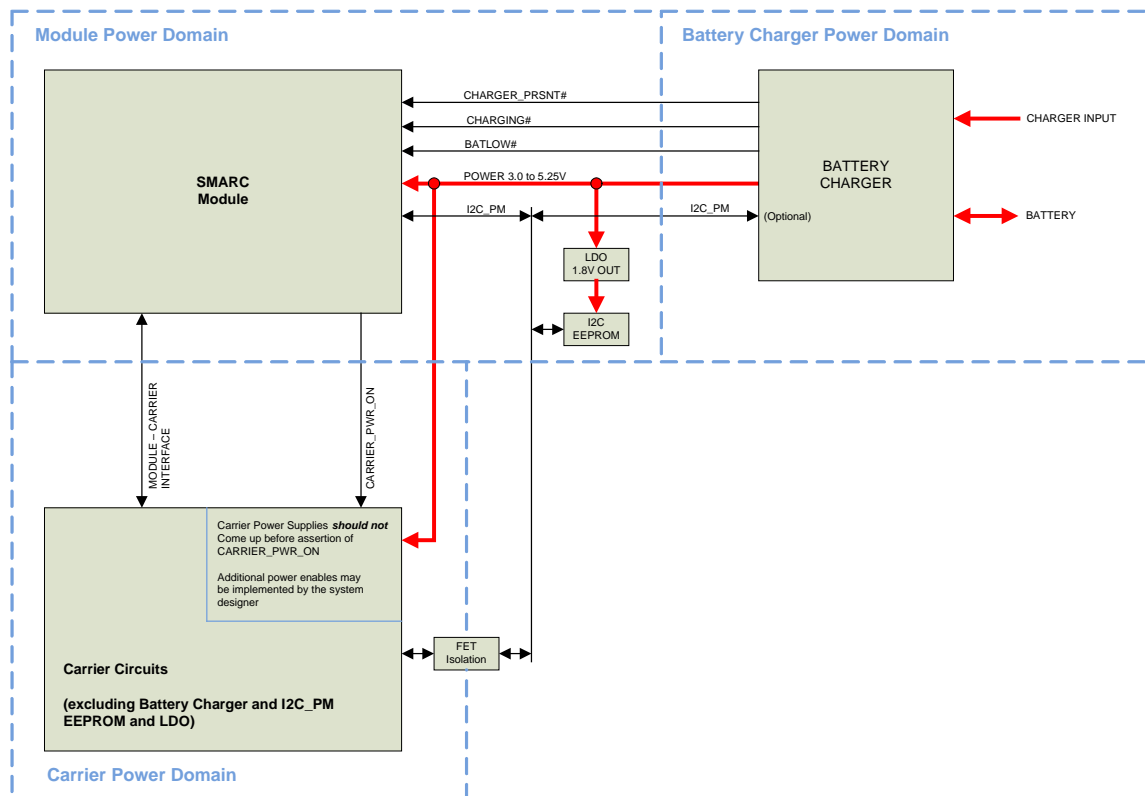 Module Power Domain
Battery Charger Power Domain
CHARGER_PRSNT#
CHARGING#
BATLOW#
POWER 3.0 to 5.25V
I2C_PM
I2C_PM
SMARC
Module
BATTERY
CHARGER
(Optional)
CHARGER INPUT
BATTERY
LDO
1.8V OUT
I2C
EEPROM
MODULE – CARRIER
INTERFACE
CARRIER_PWR_ON
Carrier Power Supplies should not
Come up before assertion of
CARRIER_PWR_ON
Additional power enables may
be implemented by the system
designer
FET
Isolation
Carrier Circuits
(excluding Battery Charger and I2C_PM
EEPROM and LDO)
Carrier Power Domain